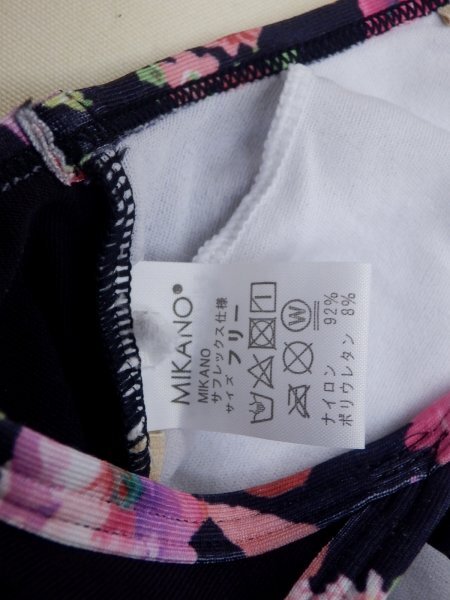 MIKANO®
MIKANO
サフレックス仕様
サイズ フリー
W
ナイロン 92%
ポリウレタン 8%